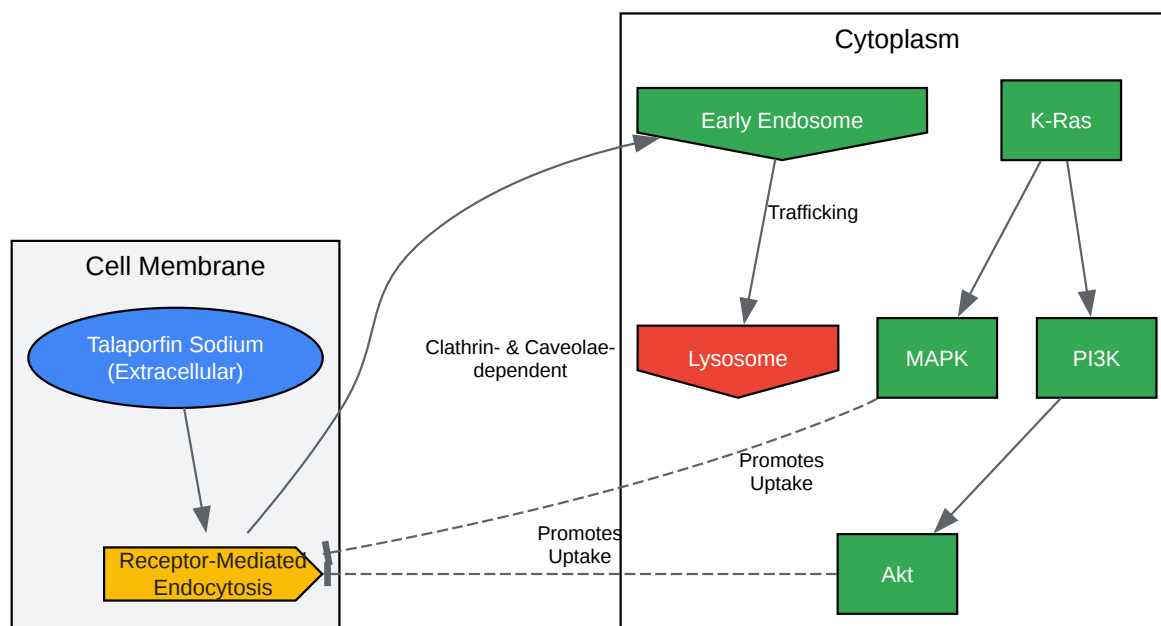 Cytoplasm
Early Endosome
K-Ras
Trafficking
Cell Membrane
Talaporfin Sodium
(Extracellular)
Clathrin- & Caveolae-
dependent
Lysosome
MAPK
PI3K
Promotes
Uptake
Promotes
Uptake
Receptor-Mediated
Endocytosis
Akt